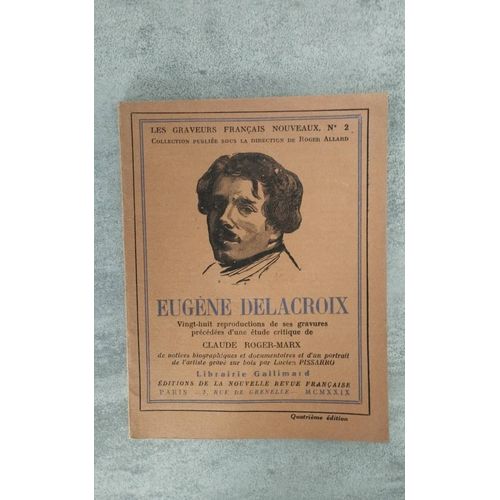 LES GRAVEURS FRANÇAIS NOUVEAUX, N° 2
COLLECTION PUBLIÉE SOUS LA DIRECTION DE ROGER ALLARD
EUGÈNE DELACROIX
Vingt-huit reproductions de ses gravures
précédées d'une étude critique de
CLAUDE ROGER-MARX
de notices biographiques et documentaires et d'un portrait
de l'artiste gravé sur bois par Lucien PISSARRO
Librairie Gallimard
ÉDITIONS DE LA NOUVELLE REVUE FRANÇAISE
PARIS — 3, RUE DE GRENELLE — MCMXXIX
Quatrième édition